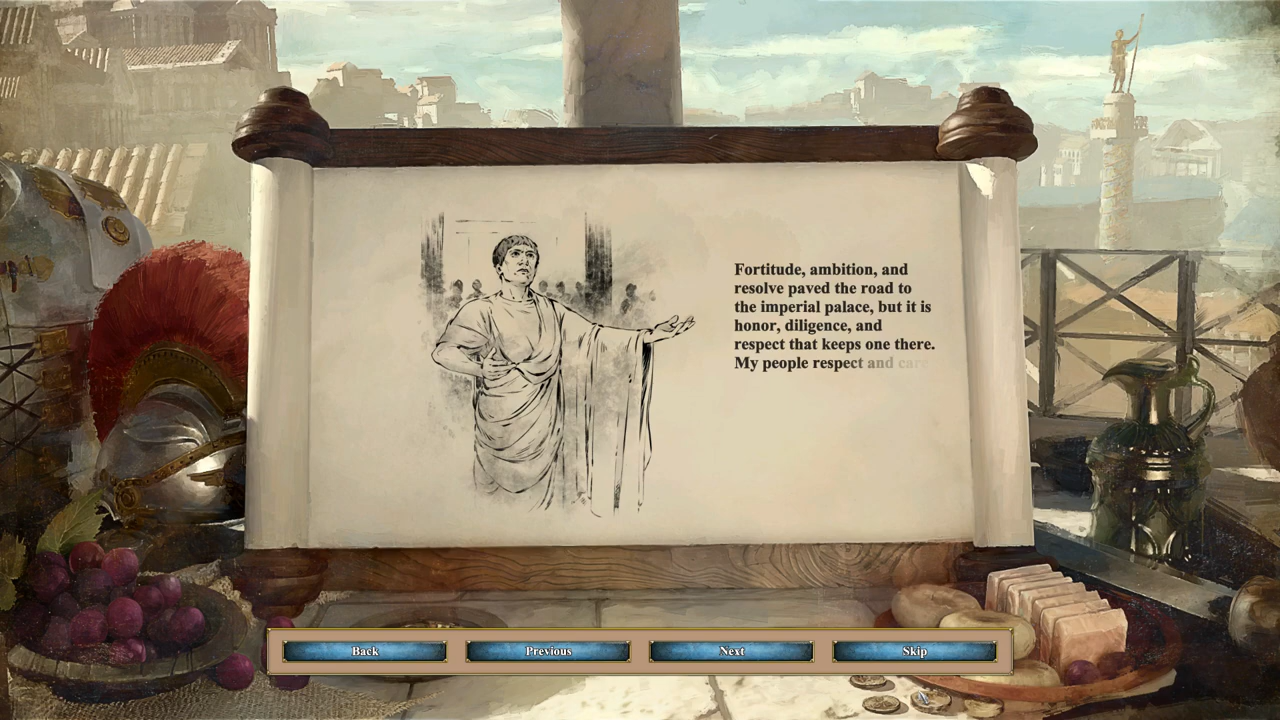 Fortitude, ambition, and
resolve paved the road to
the imperial palace, but it is
honor, diligence, and
respect that keeps one there.
My people respect and
Back
Previous
Next
Skip